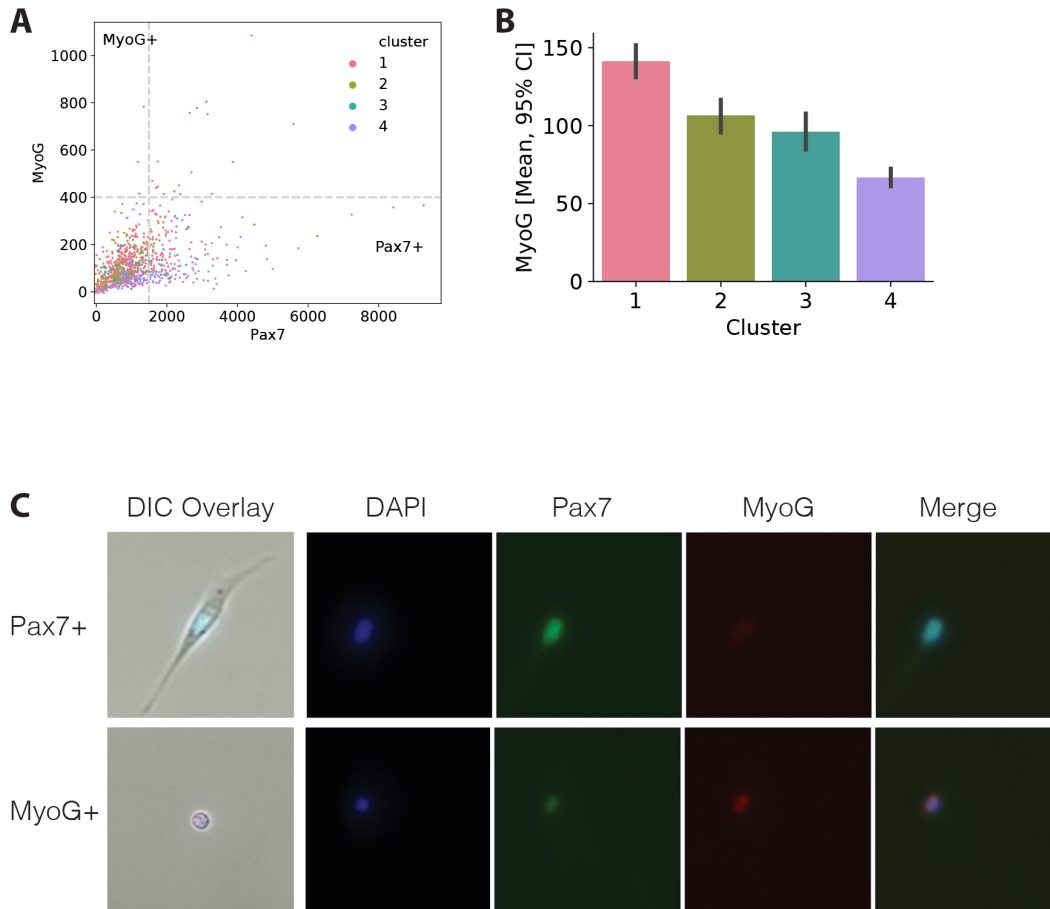 A
MyoG+
cluster
1
2
3
4
1000
800
600
400
200
0
MyoG
Pax7+
0 2000 4000 6000 8000
Pax7
B
150
100
50
0
MyoG [Mean, 95% CI]
1 2 3 4
Cluster
C
DIC Overlay DAPI Pax7 MyoG Merge
Pax7+
MyoG+